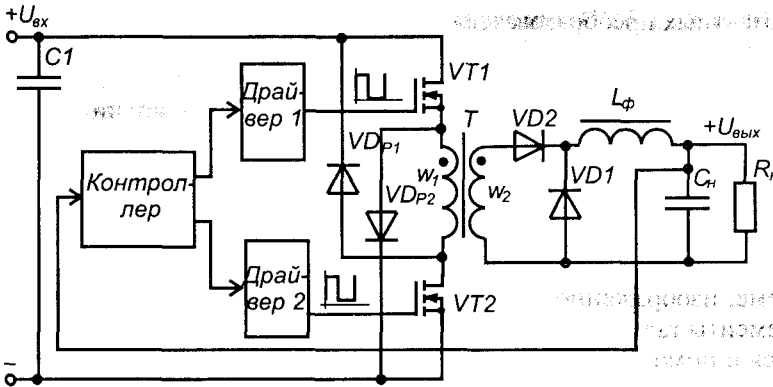 +Uвх
C1
Драй-
вер 1
VT1
T
VD2
Lф
+Uвых
VDР1
w1
w2
VD1
Cн
Rн
Контрол-
лер
VDР2
Драй-
вер 2
VT2
–